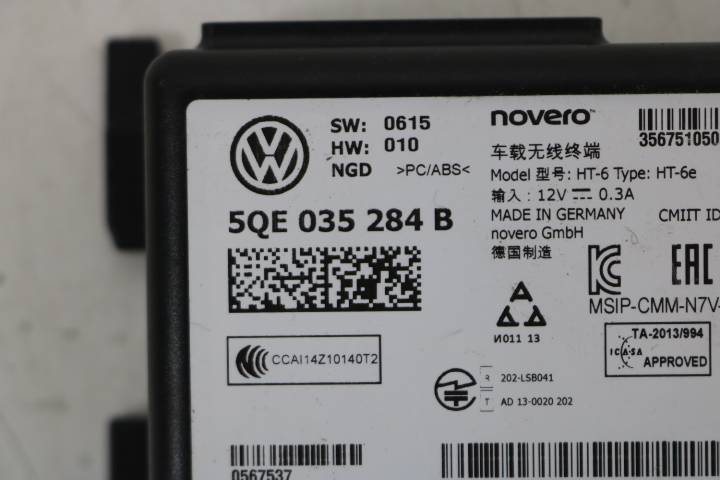 SW: 0615
HW: 010
NGD >PC/ABS<
5QE 035 284 B
CCAI14Z10140T2
0567537
novero™
车载无线终端
Model 型号: HT-6 Type: HT-6e
输入: 12V 0.3A
MADE IN GERMANY CMIIT ID
novero GmbH
德国制造
356751050
EAC
MSIP-CMM-N7V-
И011 13
TA-2013/994
ICASA
APPROVED
R 202-LSB041
T AD 13-0020 202